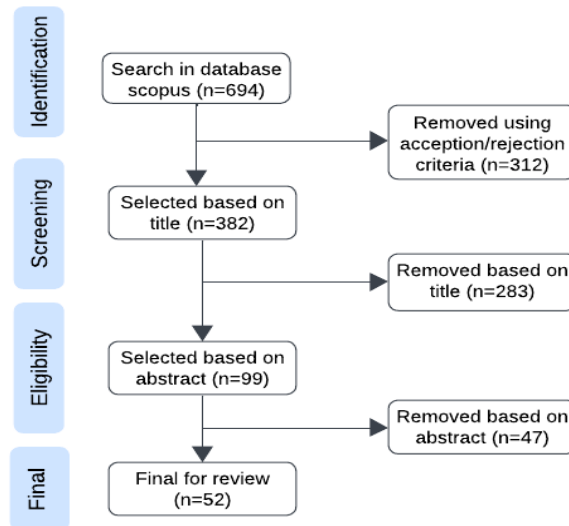 Identification
Search in database
scopus (n=694)
Removed using
acception/rejection
criteria (n=312)
Screening
Selected based on
title (n=382)
Removed based on
title (n=283)
Eligibility
Selected based on
abstract (n=99)
Removed based on
abstract (n=47)
Final
Final for review
(n=52)